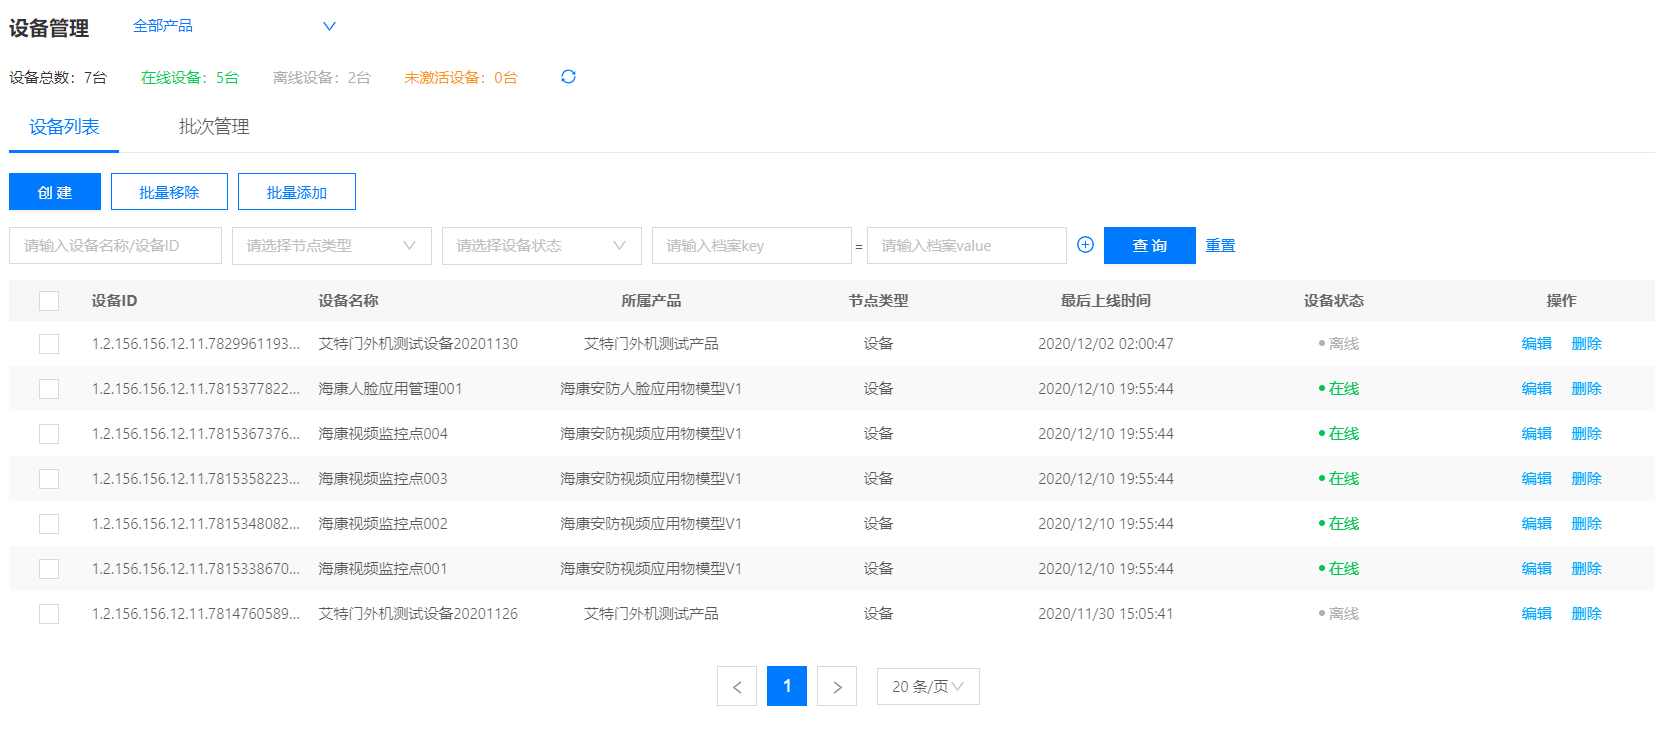 设备管理 全部产品
设备总数：7台 在线设备：5台 离线设备：2台 未激活设备：0台
设备列表 批次管理
创 建 批量移除 批量添加
请输入设备名称/设备ID 请选择节点类型 请选择设备状态 请输入档案key = 请输入档案value 查 询 重置
设备ID 设备名称 所属产品 节点类型 最后上线时间 设备状态 操作
1.2.156.156.12.11.7829961193... 艾特门外机测试设备20201130 艾特门外机测试产品 设备 2020/12/02 02:00:47 离线 编辑 删除
1.2.156.156.12.11.7815377822... 海康人脸应用管理001 海康安防人脸应用物模型V1 设备 2020/12/10 19:55:44 在线 编辑 删除
1.2.156.156.12.11.7815367376... 海康视频监控点004 海康安防视频应用物模型V1 设备 2020/12/10 19:55:44 在线 编辑 删除
1.2.156.156.12.11.7815358223... 海康视频监控点003 海康安防视频应用物模型V1 设备 2020/12/10 19:55:44 在线 编辑 删除
1.2.156.156.12.11.7815348082... 海康视频监控点002 海康安防视频应用物模型V1 设备 2020/12/10 19:55:44 在线 编辑 删除
1.2.156.156.12.11.7815338670... 海康视频监控点001 海康安防视频应用物模型V1 设备 2020/12/10 19:55:44 在线 编辑 删除
1.2.156.156.12.11.7814760589... 艾特门外机测试设备20201126 艾特门外机测试产品 设备 2020/11/30 15:05:41 离线 编辑 删除
< 1 > 20 条/页